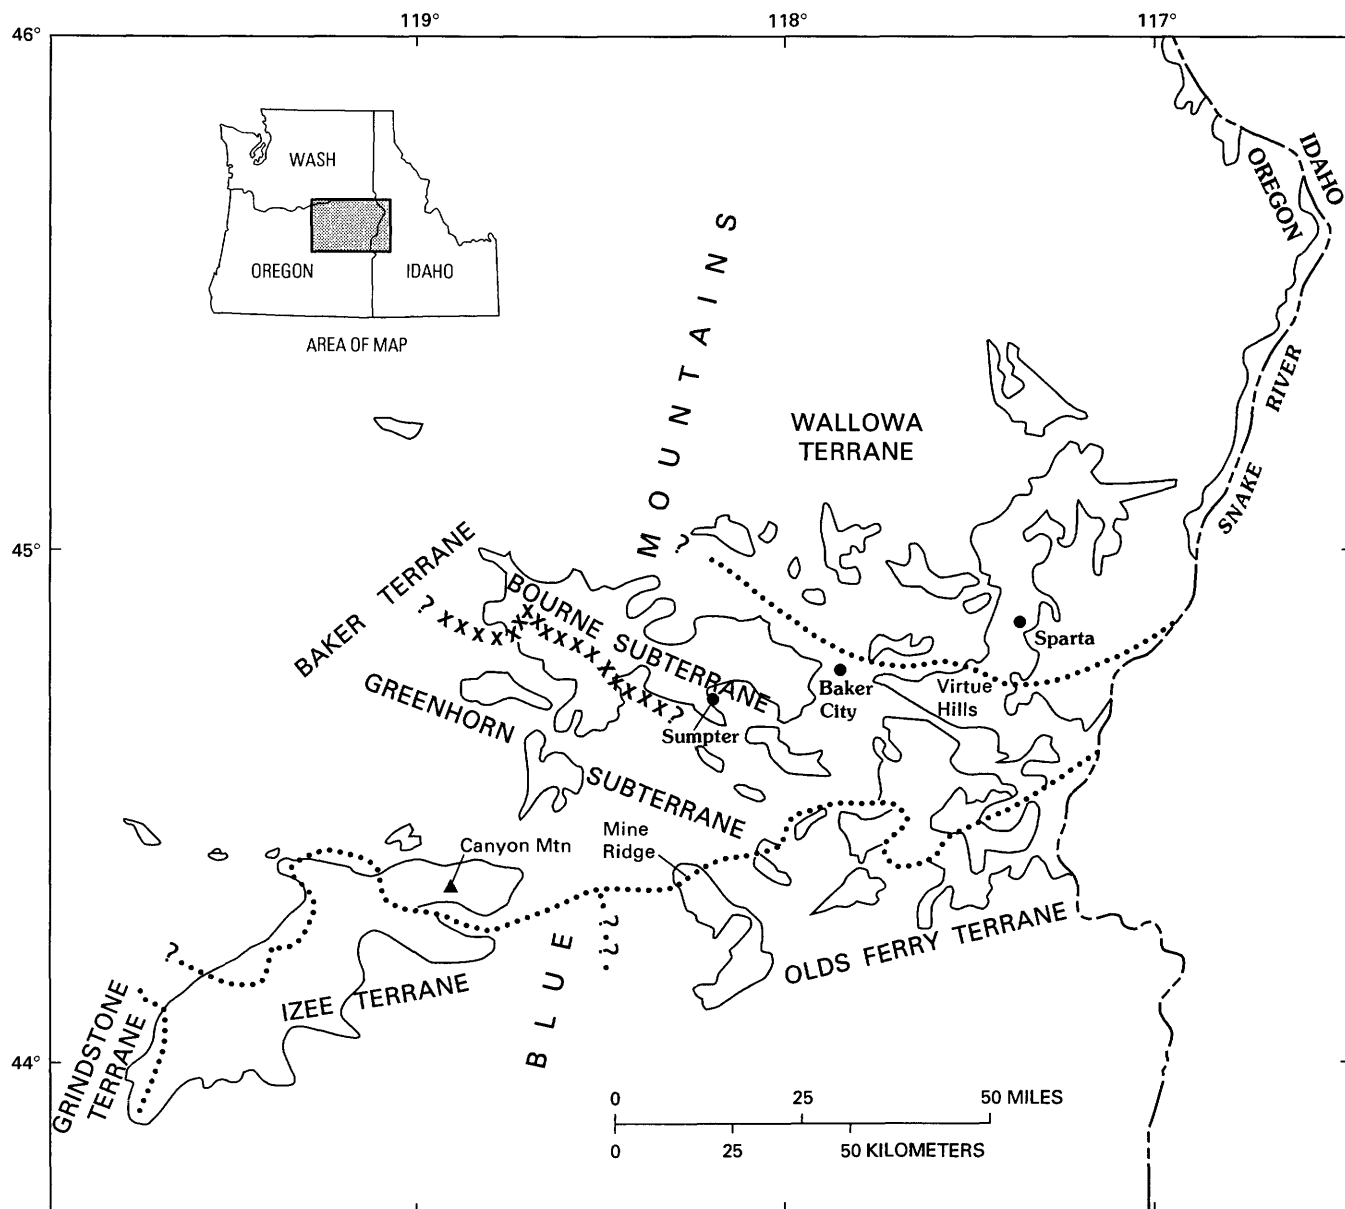 119°
118°
117°
46°
WASH
OREGON
IDAHO
AREA OF MAP
IDAHO
OREGON
SNAKE RIVER
BLUE MOUNTAINS
WALLOWA
TERRANE
45°
?
BAKER TERRANE
?
xxxxxxxxxxxxxxxxxxx
?
BOURNE SUBTERRANE
Sparta
Baker
City
Virtue
Hills
Sumpter
GREENHORN SUBTERRANE
Canyon Mtn
Mine
Ridge
?
?
?
OLDS FERRY TERRANE
IZEE TERRANE
GRINDSTONE
TERRANE
44°
0 25 50 MILES
0 25 50 KILOMETERS